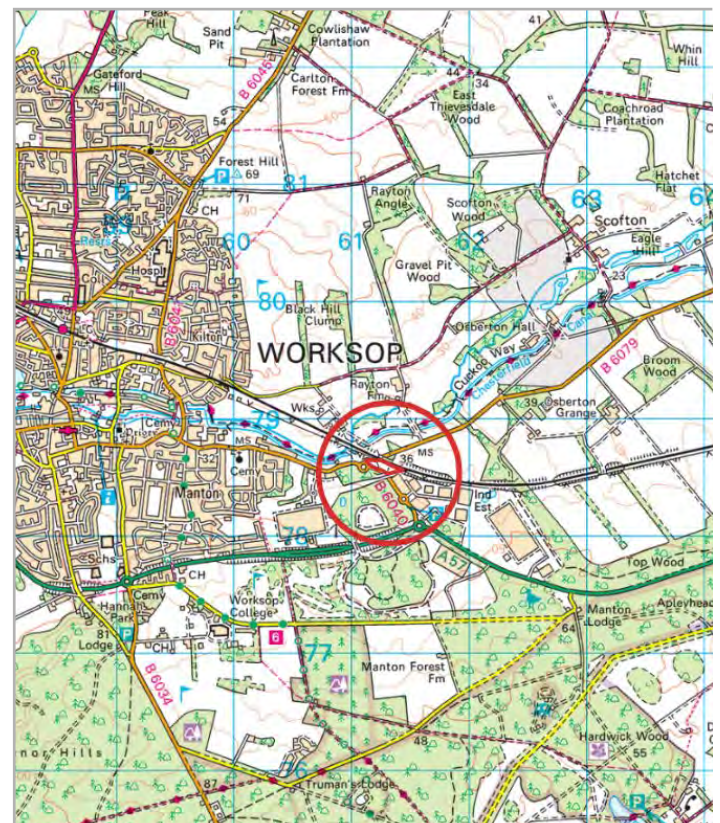 Peak
Hill
Sand
Pit
Cowlishaw
Plantation
41
Whin
Hill
Gateford
Hill
MS
B 6045
Carlton
Forest Fm
44
34
East
Thievesdale
Wood
Coachroad
Plantation
54
Forest Hill
P
69
81
71
CH
60
Rayton
Angle
61
Scofton
Wood
63
Hatchet
Flat
Scofton
Eagle
Hill
23
Hospl
Gravel Pit
Wood
80
Black Hill
Clump
Osberton Hall
Kilton
WORKSOP
Cuckoo Way
Chesterfield
Canal
B 6079
Broom
Wood
Rayton
Fm
Wks
79
39
Osberton
Grange
Cemy
MS
32
Cemy
36
MS
Manton
B 6040
Ind
Est
78
Schs
A57
Top Wood
CH
Cemy
Hannah
Park
Worksop
College
Manton
Lodge
Apleyhead
64
81
Lodge
P
CH
6
77
Manton Forest
Fm
B 6034
48
Hardwick Wood
55
76
87
Truman's Lodge
P